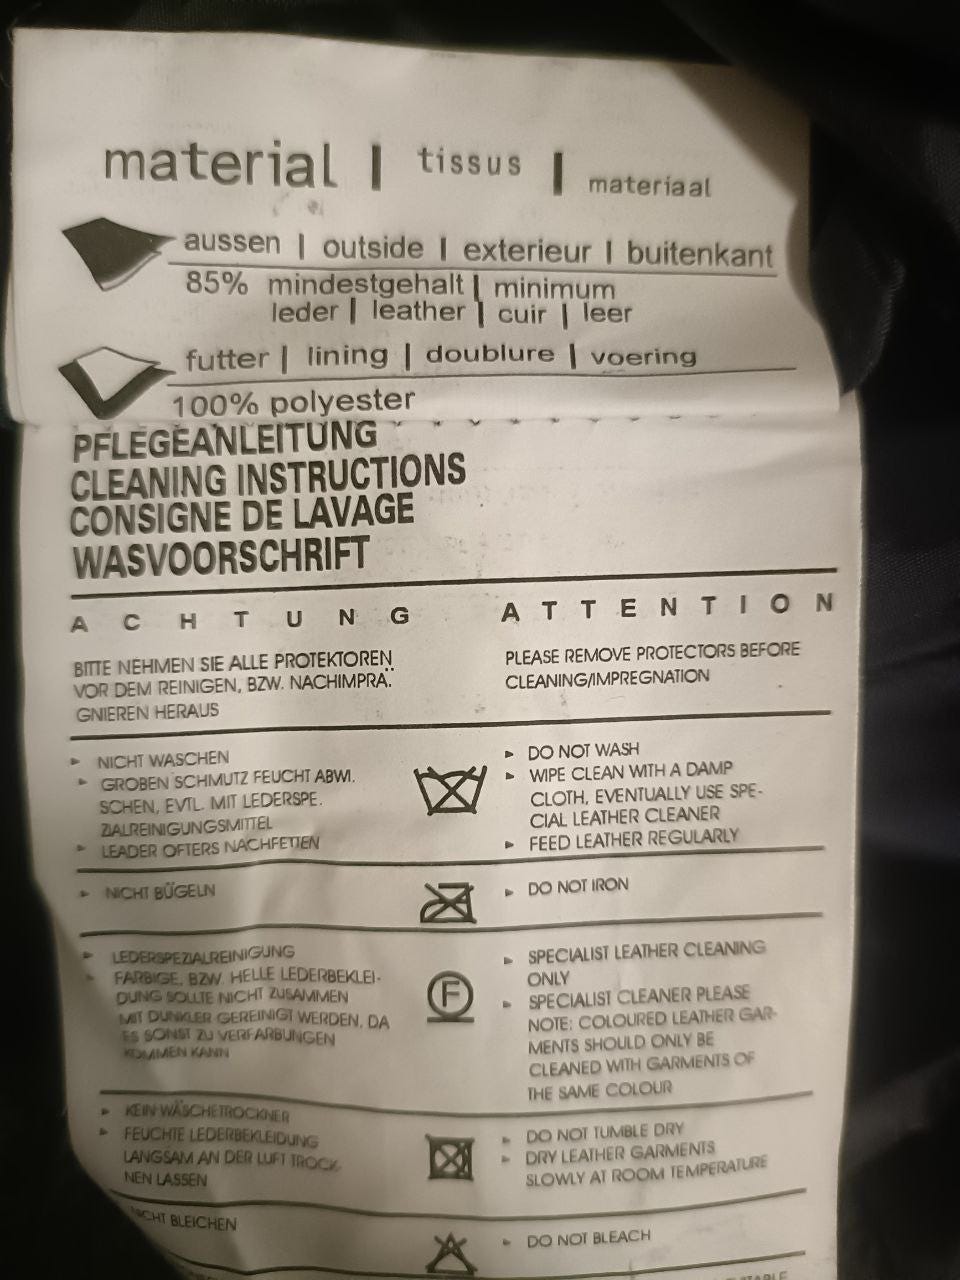 material | tissus | materiaal
aussen | outside | exterieur | buitenkant
85% mindestgehalt | minimum
leder | leather | cuir | leer
futter | lining | doublure | voering
100% polyester
PFLEGEANLEITUNG
CLEANING INSTRUCTIONS
CONSIGNE DE LAVAGE
WASVOORSCHRIFT
ACHTUNG
BITTE NEHMEN SIE ALLE PROTEKTOREN
VOR DEM REINIGEN, BZW. NACHIMPRÄ.
GNIEREN HERAUS
ATTENTION
PLEASE REMOVE PROTECTORS BEFORE
CLEANING/IMPREGNATION
NICHT WASCHEN
GROBEN SCHMUTZ FEUCHT ABWI.
SCHEN, EVTL. MIT LEDERSPE.
ZIALREINIGUNGSMITTEL
LEADER OFTERS NACHFETTEN
DO NOT WASH
WIPE CLEAN WITH A DAMP
CLOTH, EVENTUALLY USE SPE-
CIAL LEATHER CLEANER
FEED LEATHER REGULARLY
NICHT BÜGELN
DO NOT IRON
LEDERSPEZIALREINIGUNG
FARBIGE, BZW. HELLE LEDERBEKLEI-
DUNG SOLLTE NICHT ZUSAMMEN
MIT DUNKLER GEREINIGT WERDEN, DA
ES SONST ZU VERFARBUNGEN
KOMMEN KANN
F
SPECIALIST LEATHER CLEANING
ONLY
SPECIALIST CLEANER PLEASE
NOTE: COLOURED LEATHER GAR-
MENTS SHOULD ONLY BE
CLEANED WITH GARMENTS OF
THE SAME COLOUR
KEIN WÄSCHETROCKNER
FEUCHTE LEDERBEKLEIDUNG
LANGSAM AN DER LUFT TROCK-
NEN LASSEN
DO NOT TUMBLE DRY
DRY LEATHER GARMENTS
SLOWLY AT ROOM TEMPERATURE
NICHT BLEICHEN
DO NOT BLEACH